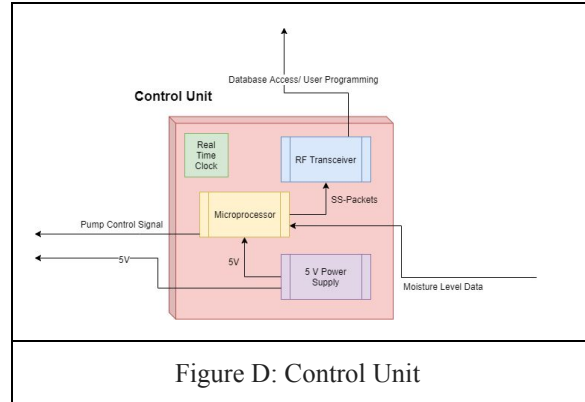 Database Access/ User Programming
Control Unit
Real
Time
Clock
RF Transceiver
SS-Packets
Microprocessor
Pump Control Signal
5V
5V
5 V Power
Supply
Moisture Level Data
Figure D: Control Unit